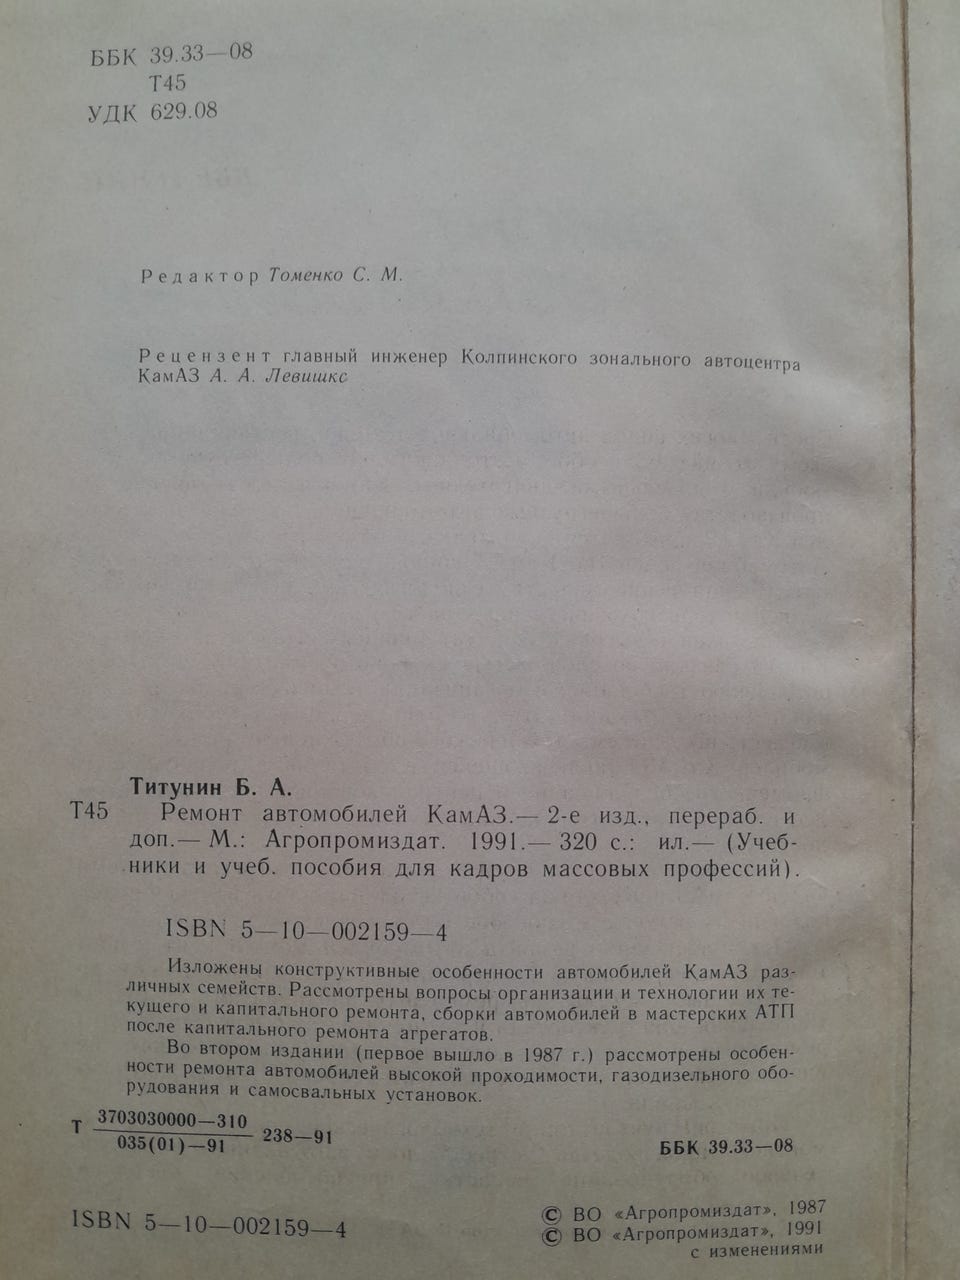 ББК 39.33—08
Т45
УДК 629.08
Редактор Томенко С. М.
Рецензент главный инженер Колпинского зонального автоцентра
КамАЗ А. А. Левишкс
Титунин Б. А.
Т45 Ремонт автомобилей КамАЗ.— 2-е изд., перераб. и
доп.— М.: Агропромиздат. 1991.— 320 с.: ил.— (Учеб-
ники и учеб. пособия для кадров массовых профессий).
ISBN 5—10—002159—4
Изложены конструктивные особенности автомобилей КамАЗ раз-
личных семейств. Рассмотрены вопросы организации и технологии их те-
кущего и капитального ремонта, сборки автомобилей в мастерских АТП
после капитального ремонта агрегатов.
Во втором издании (первое вышло в 1987 г.) рассмотрены особен-
ности ремонта автомобилей высокой проходимости, газодизельного обо-
рудования и самосвальных установок.
Т 3703030000—310
035(01)—91 238—91
ББК 39.33—08
ISBN 5—10—002159—4
© ВО «Агропромиздат», 1987
© ВО «Агропромиздат», 1991
с изменениями